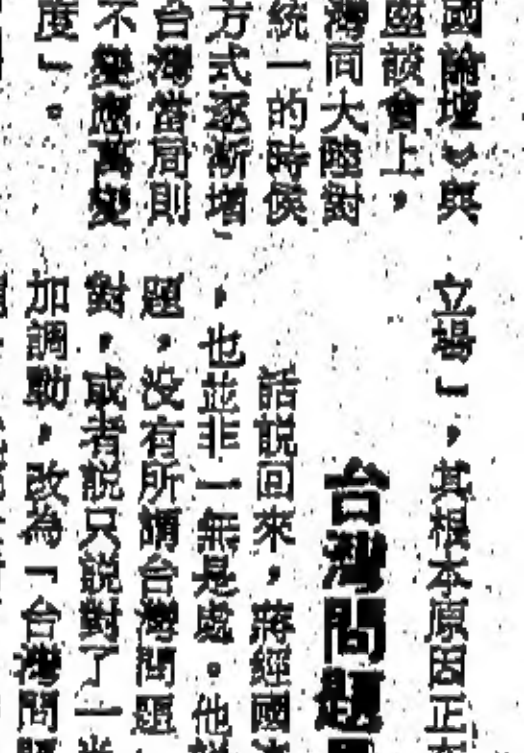 國論壇》與
座談會上，
灣同大陸對
統一的時候
方式逐漸增
台灣當局則
不變應萬變
度」。
立場」，其根本原因正
台灣問題
話說回來，蔣經國
，也並非一無是處。他
題，沒有所謂台灣問題
對，或者說只說對了一
加調動，改為「台灣問